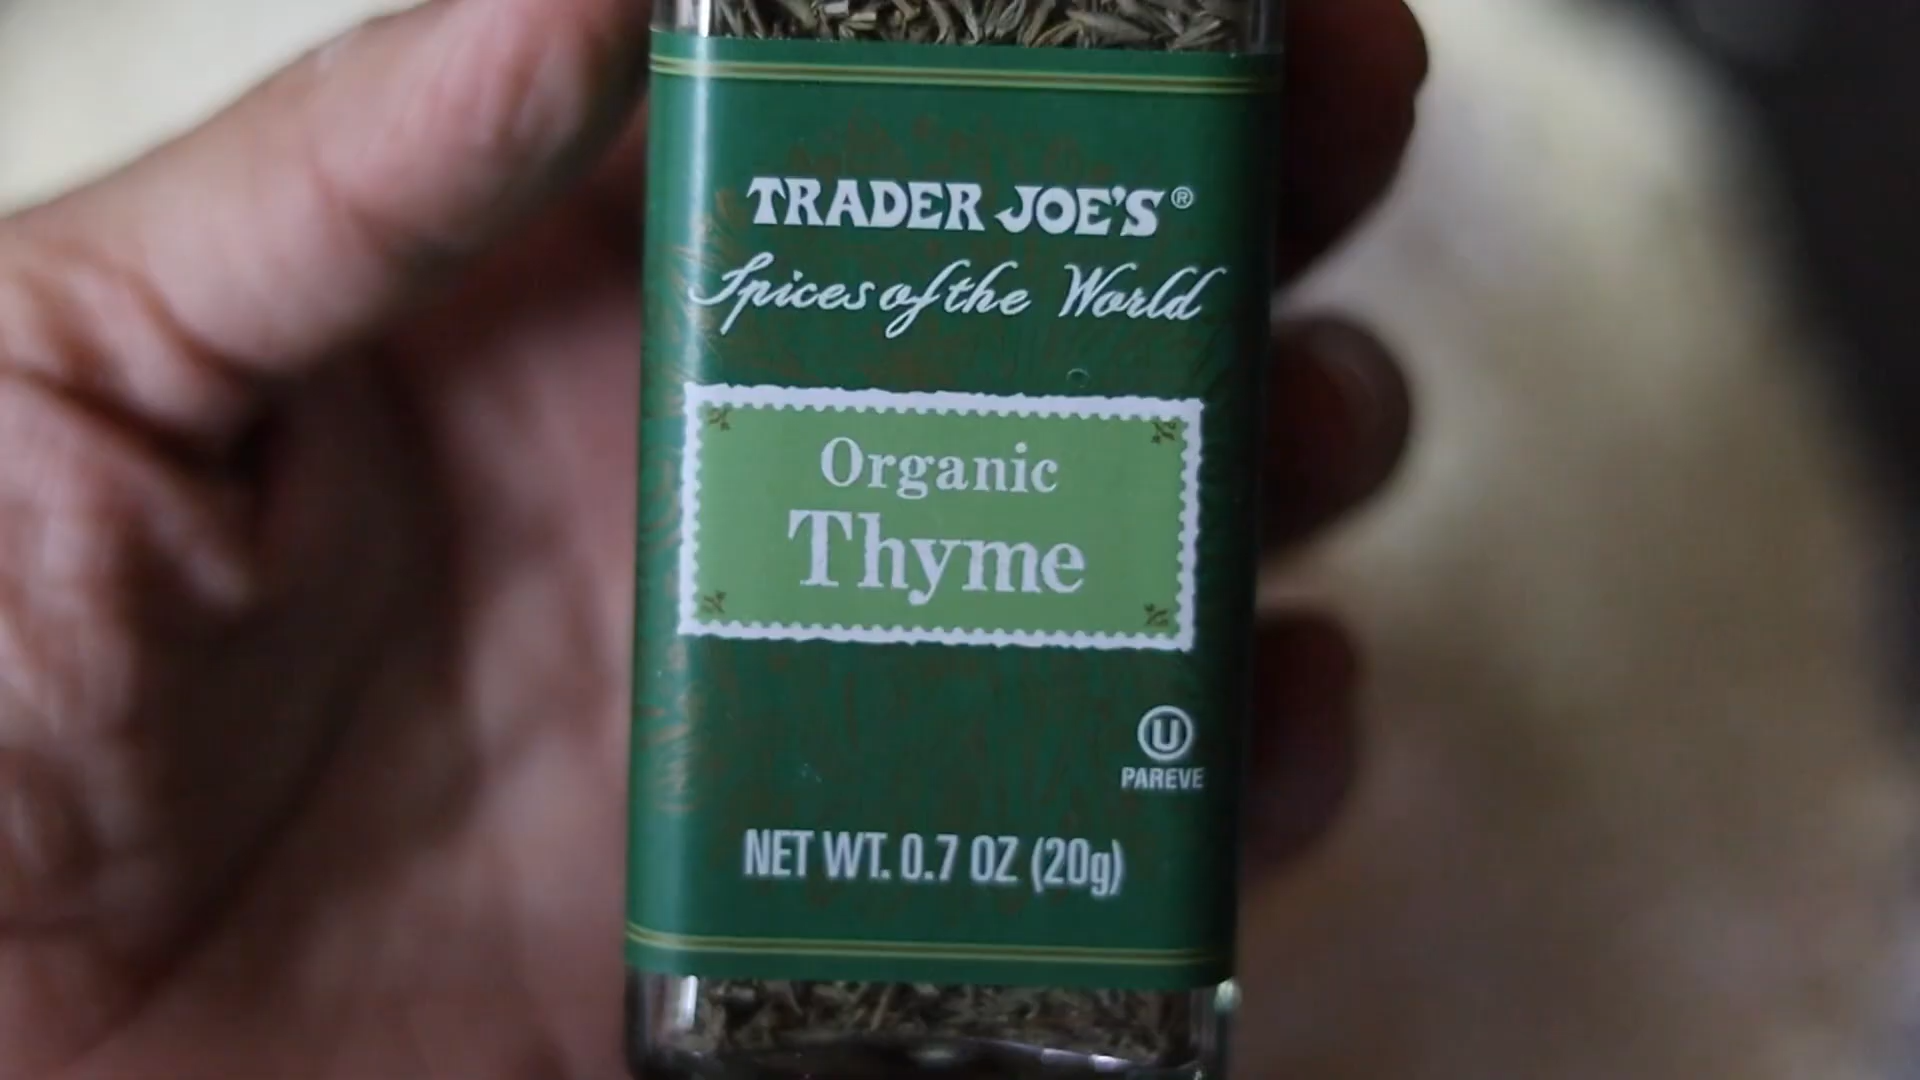 TRADER JOE'S®
Spices of the World
Organic
Thyme
U
PAREVE
NET WT. 0.7 OZ (20g)